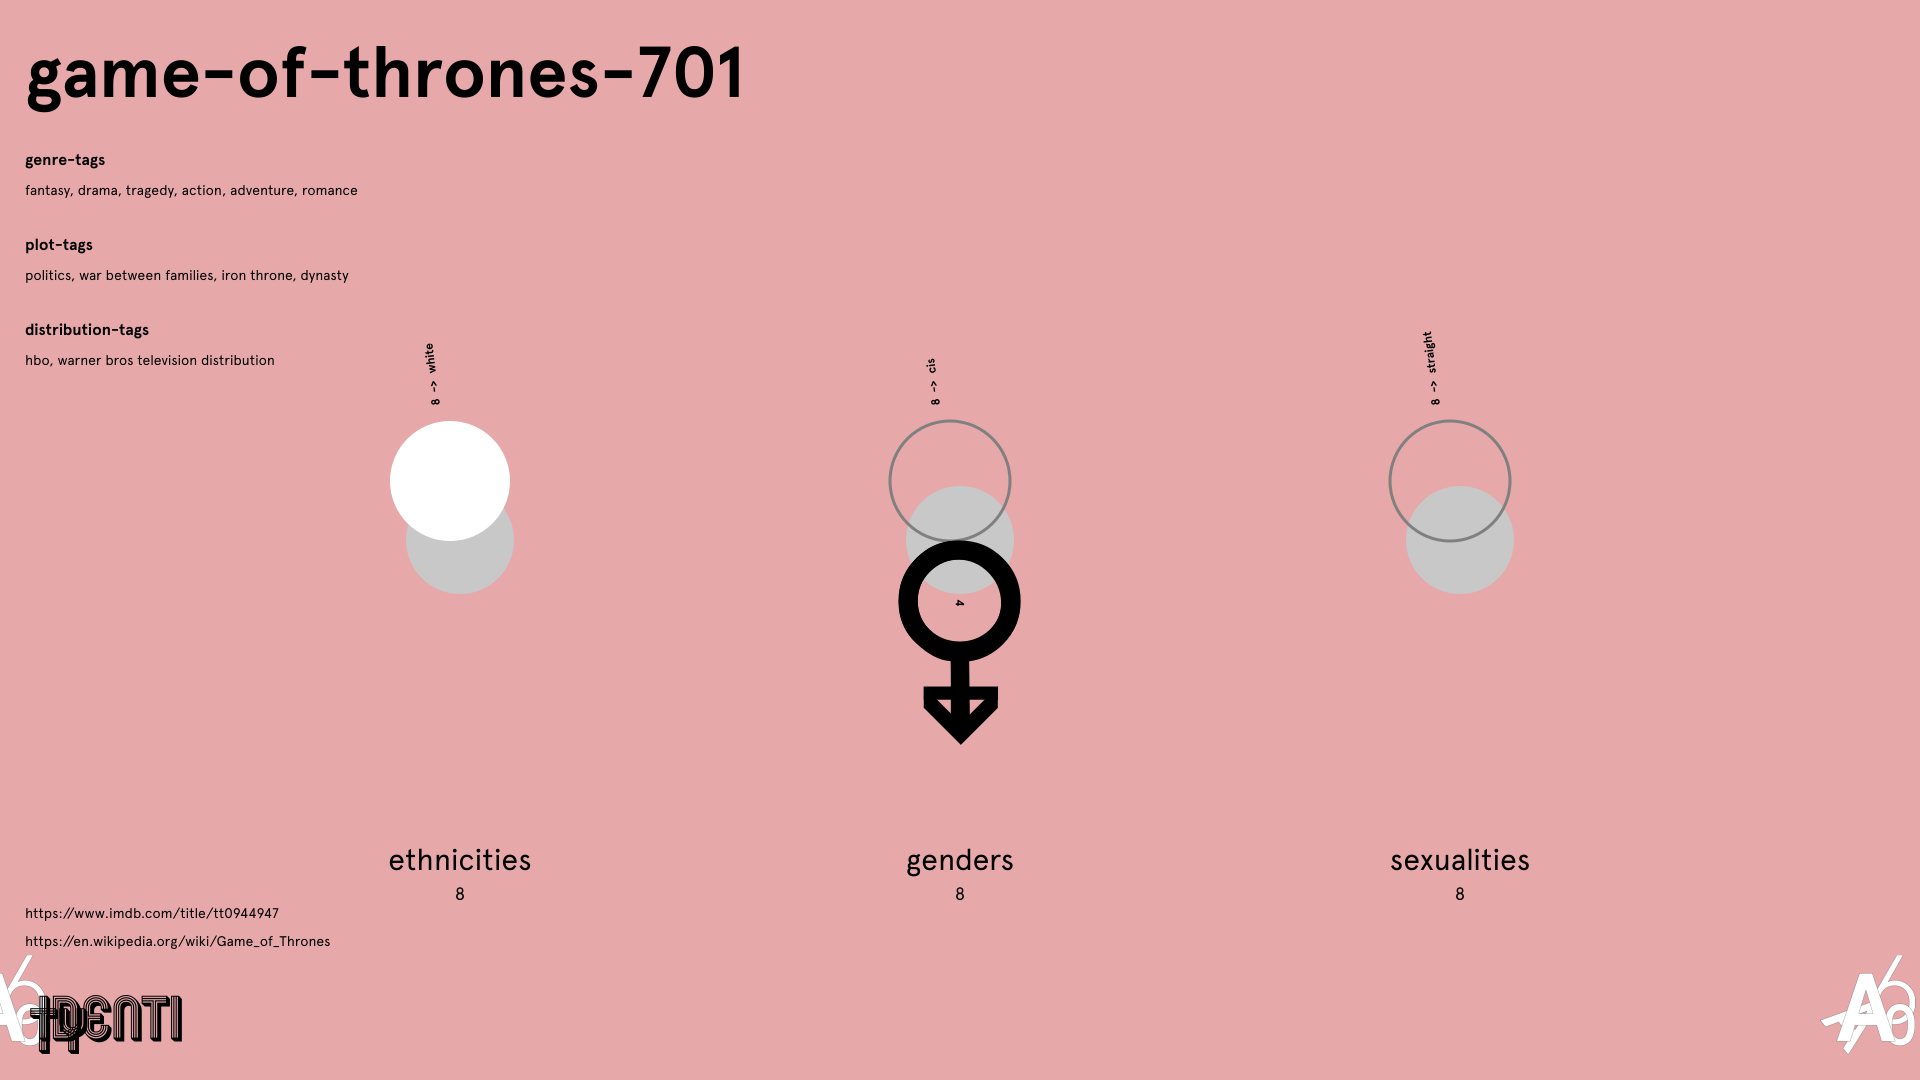 game-of-thrones-701
genre-tags
fantasy, drama, tragedy, action, adventure, romance
plot-tags
politics, war between families, iron throne, dynasty
distribution-tags
hbo, warner bros television distribution
8 -> white
8 -> cis
8 -> straight
4
ethnicities
8
genders
8
sexualities
8
https://www.imdb.com/title/tt0944947
https://en.wikipedia.org/wiki/Game_of_Thrones
IDENTI